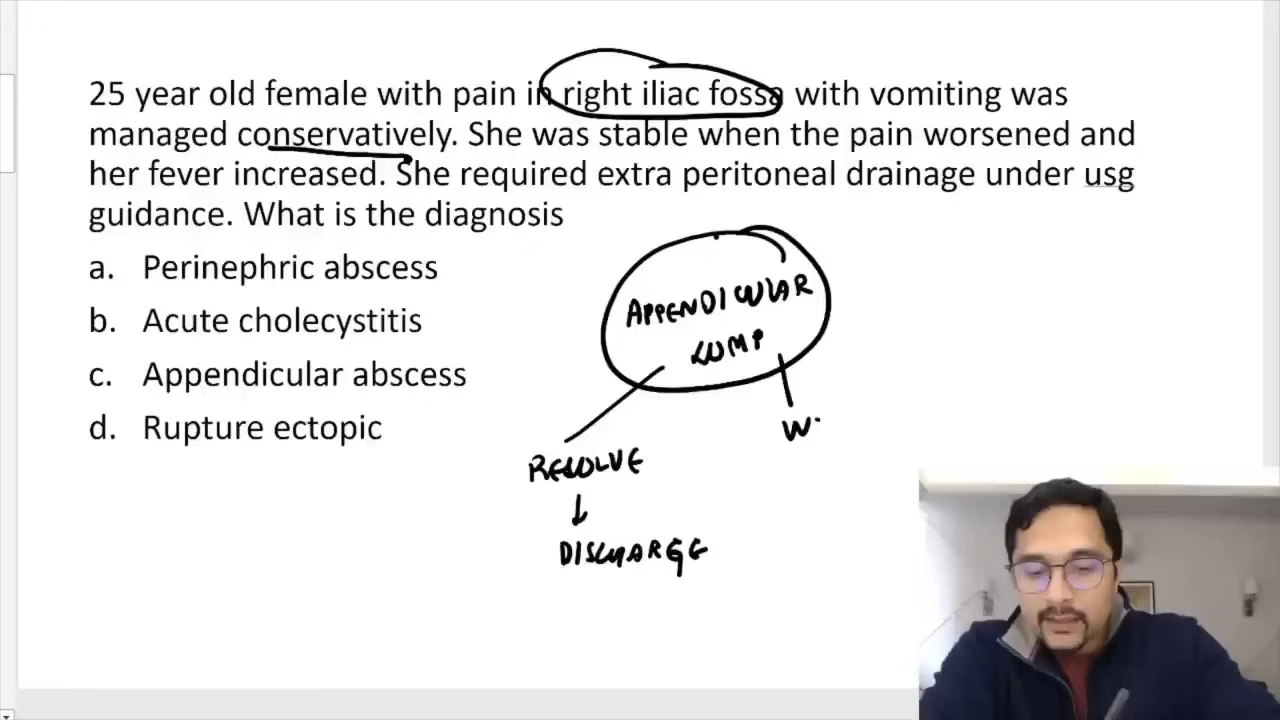 25 year old female with pain in right iliac fossa with vomiting was
managed conservatively. She was stable when the pain worsened and
her fever increased. She required extra peritoneal drainage under usg
guidance. What is the diagnosis
a. Perinephric abscess
b. Acute cholecystitis
c. Appendicular abscess
d. Rupture ectopic
APPENDICULAR
LUMP
RESOLVE
W
DISCHARGE